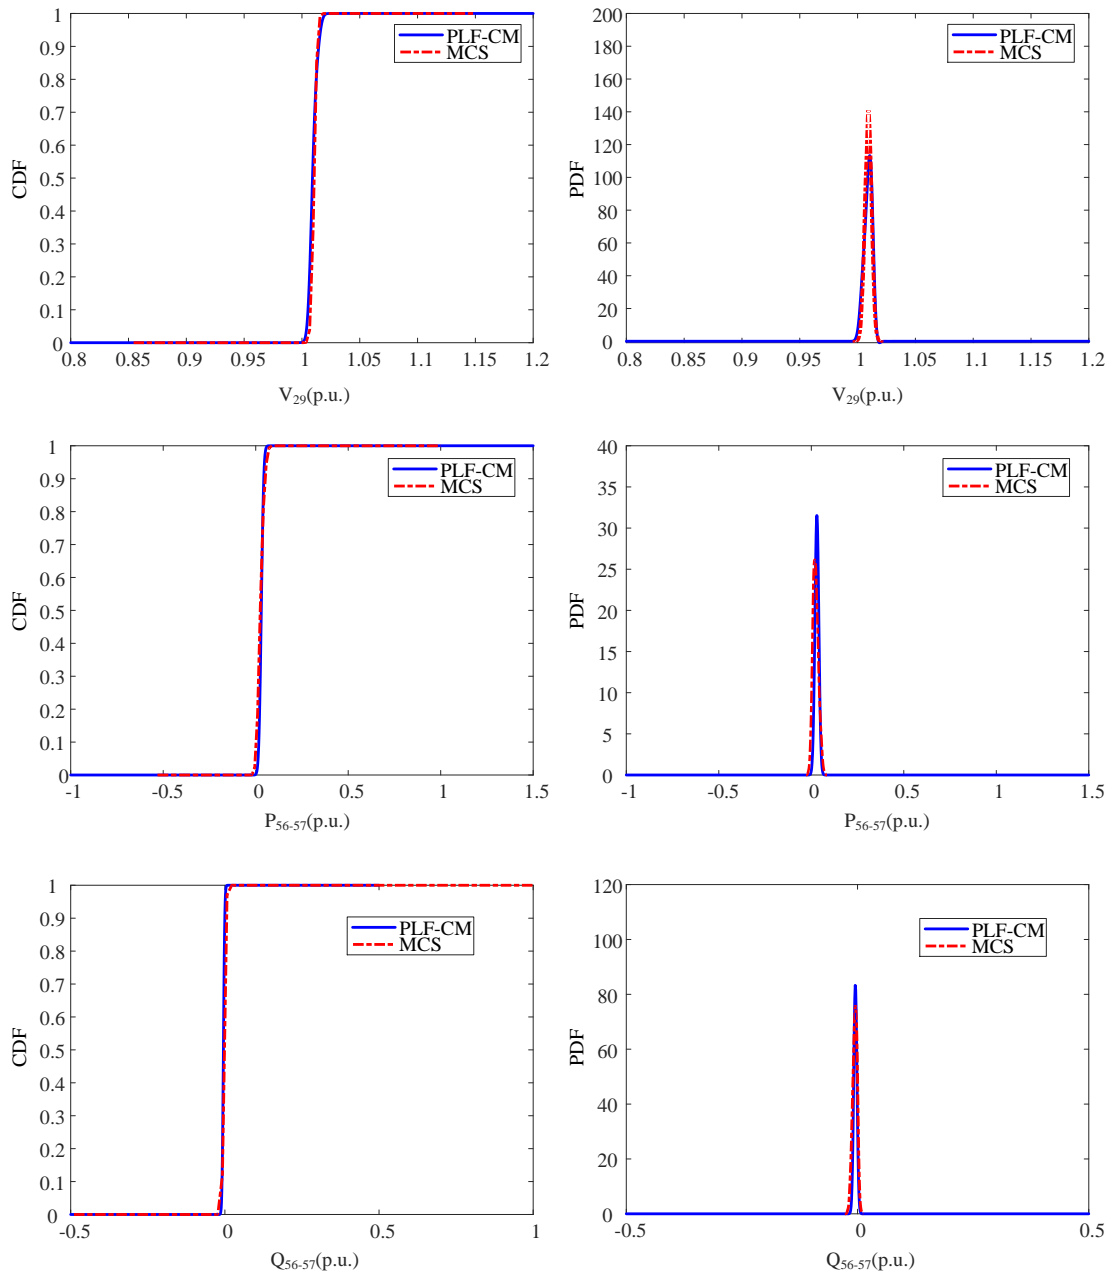 1
0.9
0.8
0.7
0.6
0.5
0.4
0.3
0.2
0.1
0
CDF
PLF-CM
MCS
0.8 0.85 0.9 0.95 1 1.05 1.1 1.15 1.2
V29(p.u.)
200
180
160
140
120
100
80
60
40
20
0
PDF
PLF-CM
MCS
0.8 0.85 0.9 0.95 1 1.05 1.1 1.15 1.2
V29(p.u.)
1
0.9
0.8
0.7
0.6
0.5
0.4
0.3
0.2
0.1
0
CDF
PLF-CM
MCS
-1 -0.5 0 0.5 1 1.5
P56-57(p.u.)
40
35
30
25
20
15
10
5
0
PDF
PLF-CM
MCS
-1 -0.5 0 0.5 1 1.5
P56-57(p.u.)
1
0.9
0.8
0.7
0.6
0.5
0.4
0.3
0.2
0.1
0
CDF
PLF-CM
MCS
-0.5 0 0.5 1
Q56-57(p.u.)
120
100
80
60
40
20
0
PDF
PLF-CM
MCS
-0.5 0 0.5
Q56-57(p.u.)